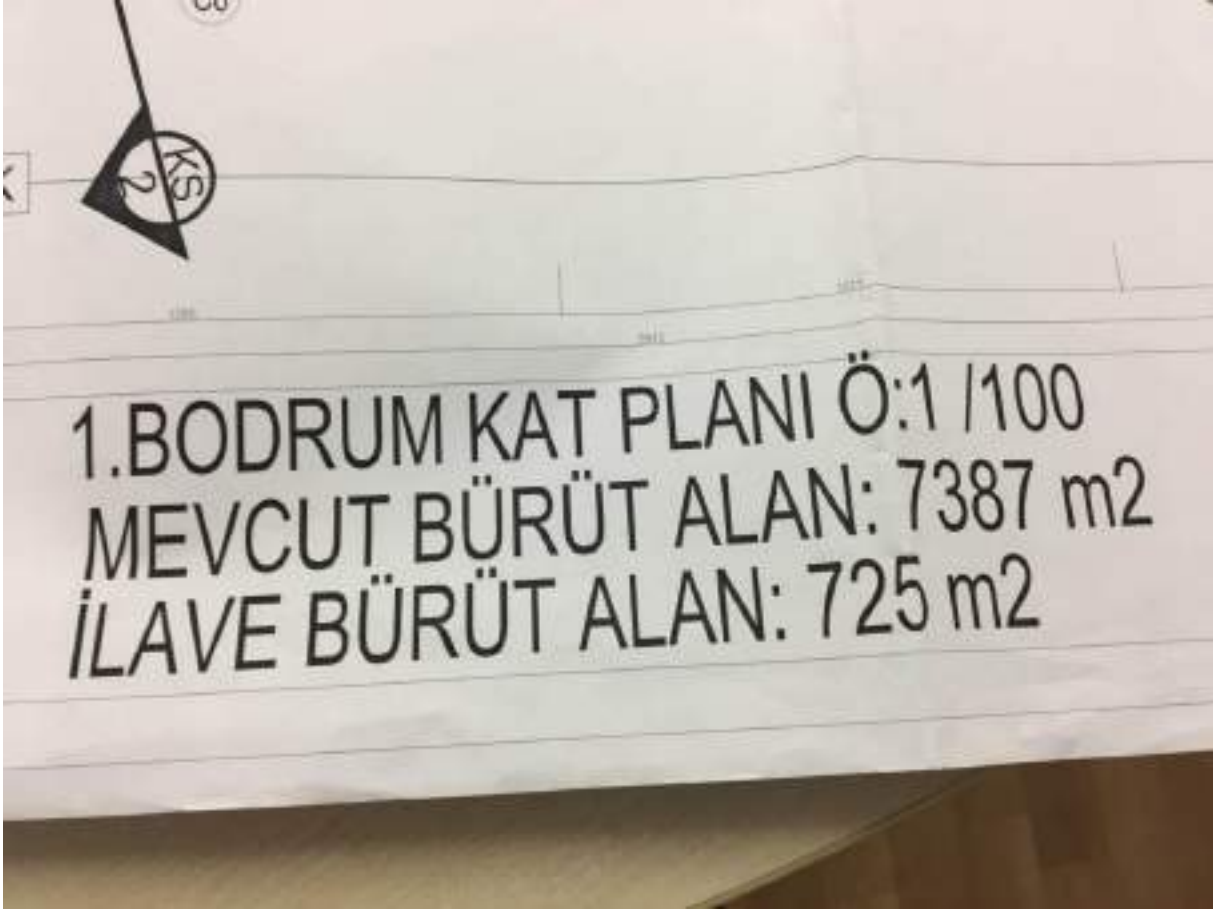 KS
2
1.BODRUM KAT PLANI Ö:1 /100
MEVCUT BÜRÜT ALAN: 7387 m2
İLAVE BÜRÜT ALAN: 725 m2